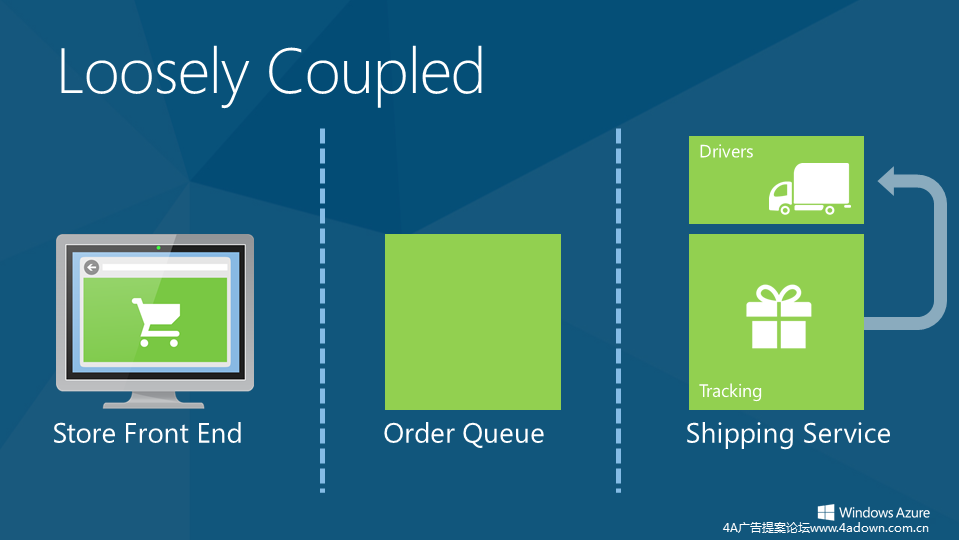 Loosely Coupled
Store Front End
Order Queue
Drivers
Tracking
Shipping Service
Windows Azure
4A广告提案论坛www.4adown.com.cn